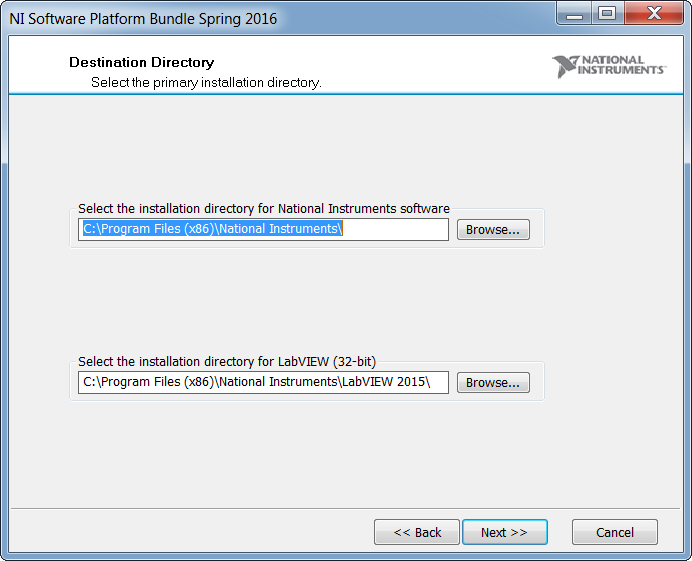 NI Software Platform Bundle Spring 2016
Destination Directory
Select the primary installation directory.
NATIONAL
INSTRUMENTS™
Select the installation directory for National Instruments software
C:\Program Files (x86)\National Instruments\
Browse...
Select the installation directory for LabVIEW (32-bit)
C:\Program Files (x86)\National Instruments\LabVIEW 2015\
Browse...
<< Back
Next >>
Cancel